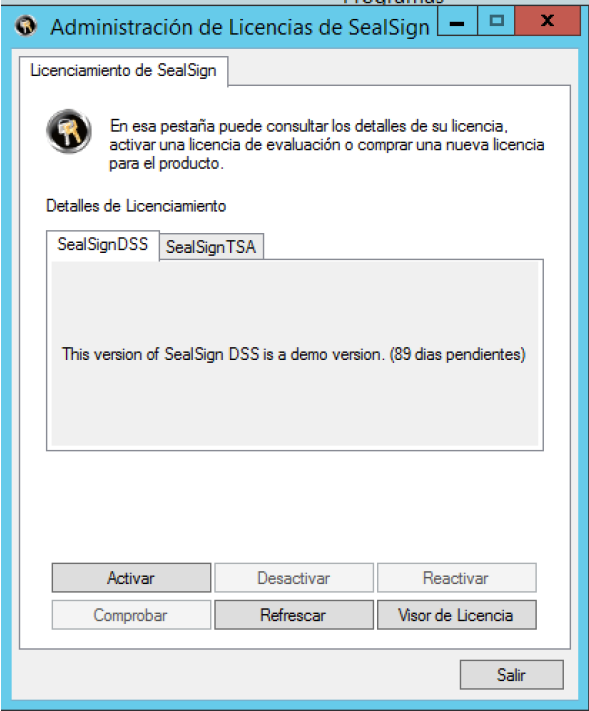 Programas
Administración de Licencias de SealSign
Licenciamiento de SealSign
En esa pestaña puede consultar los detalles de su licencia,
activar una licencia de evaluación o comprar una nueva licencia
para el producto.
Detalles de Licenciamiento
SealSignDSS SealSignTSA
This version of SealSign DSS is a demo version. (89 dias pendientes)
Activar Desactivar Reactivar
Comprobar Refrescar Visor de Licencia
Salir